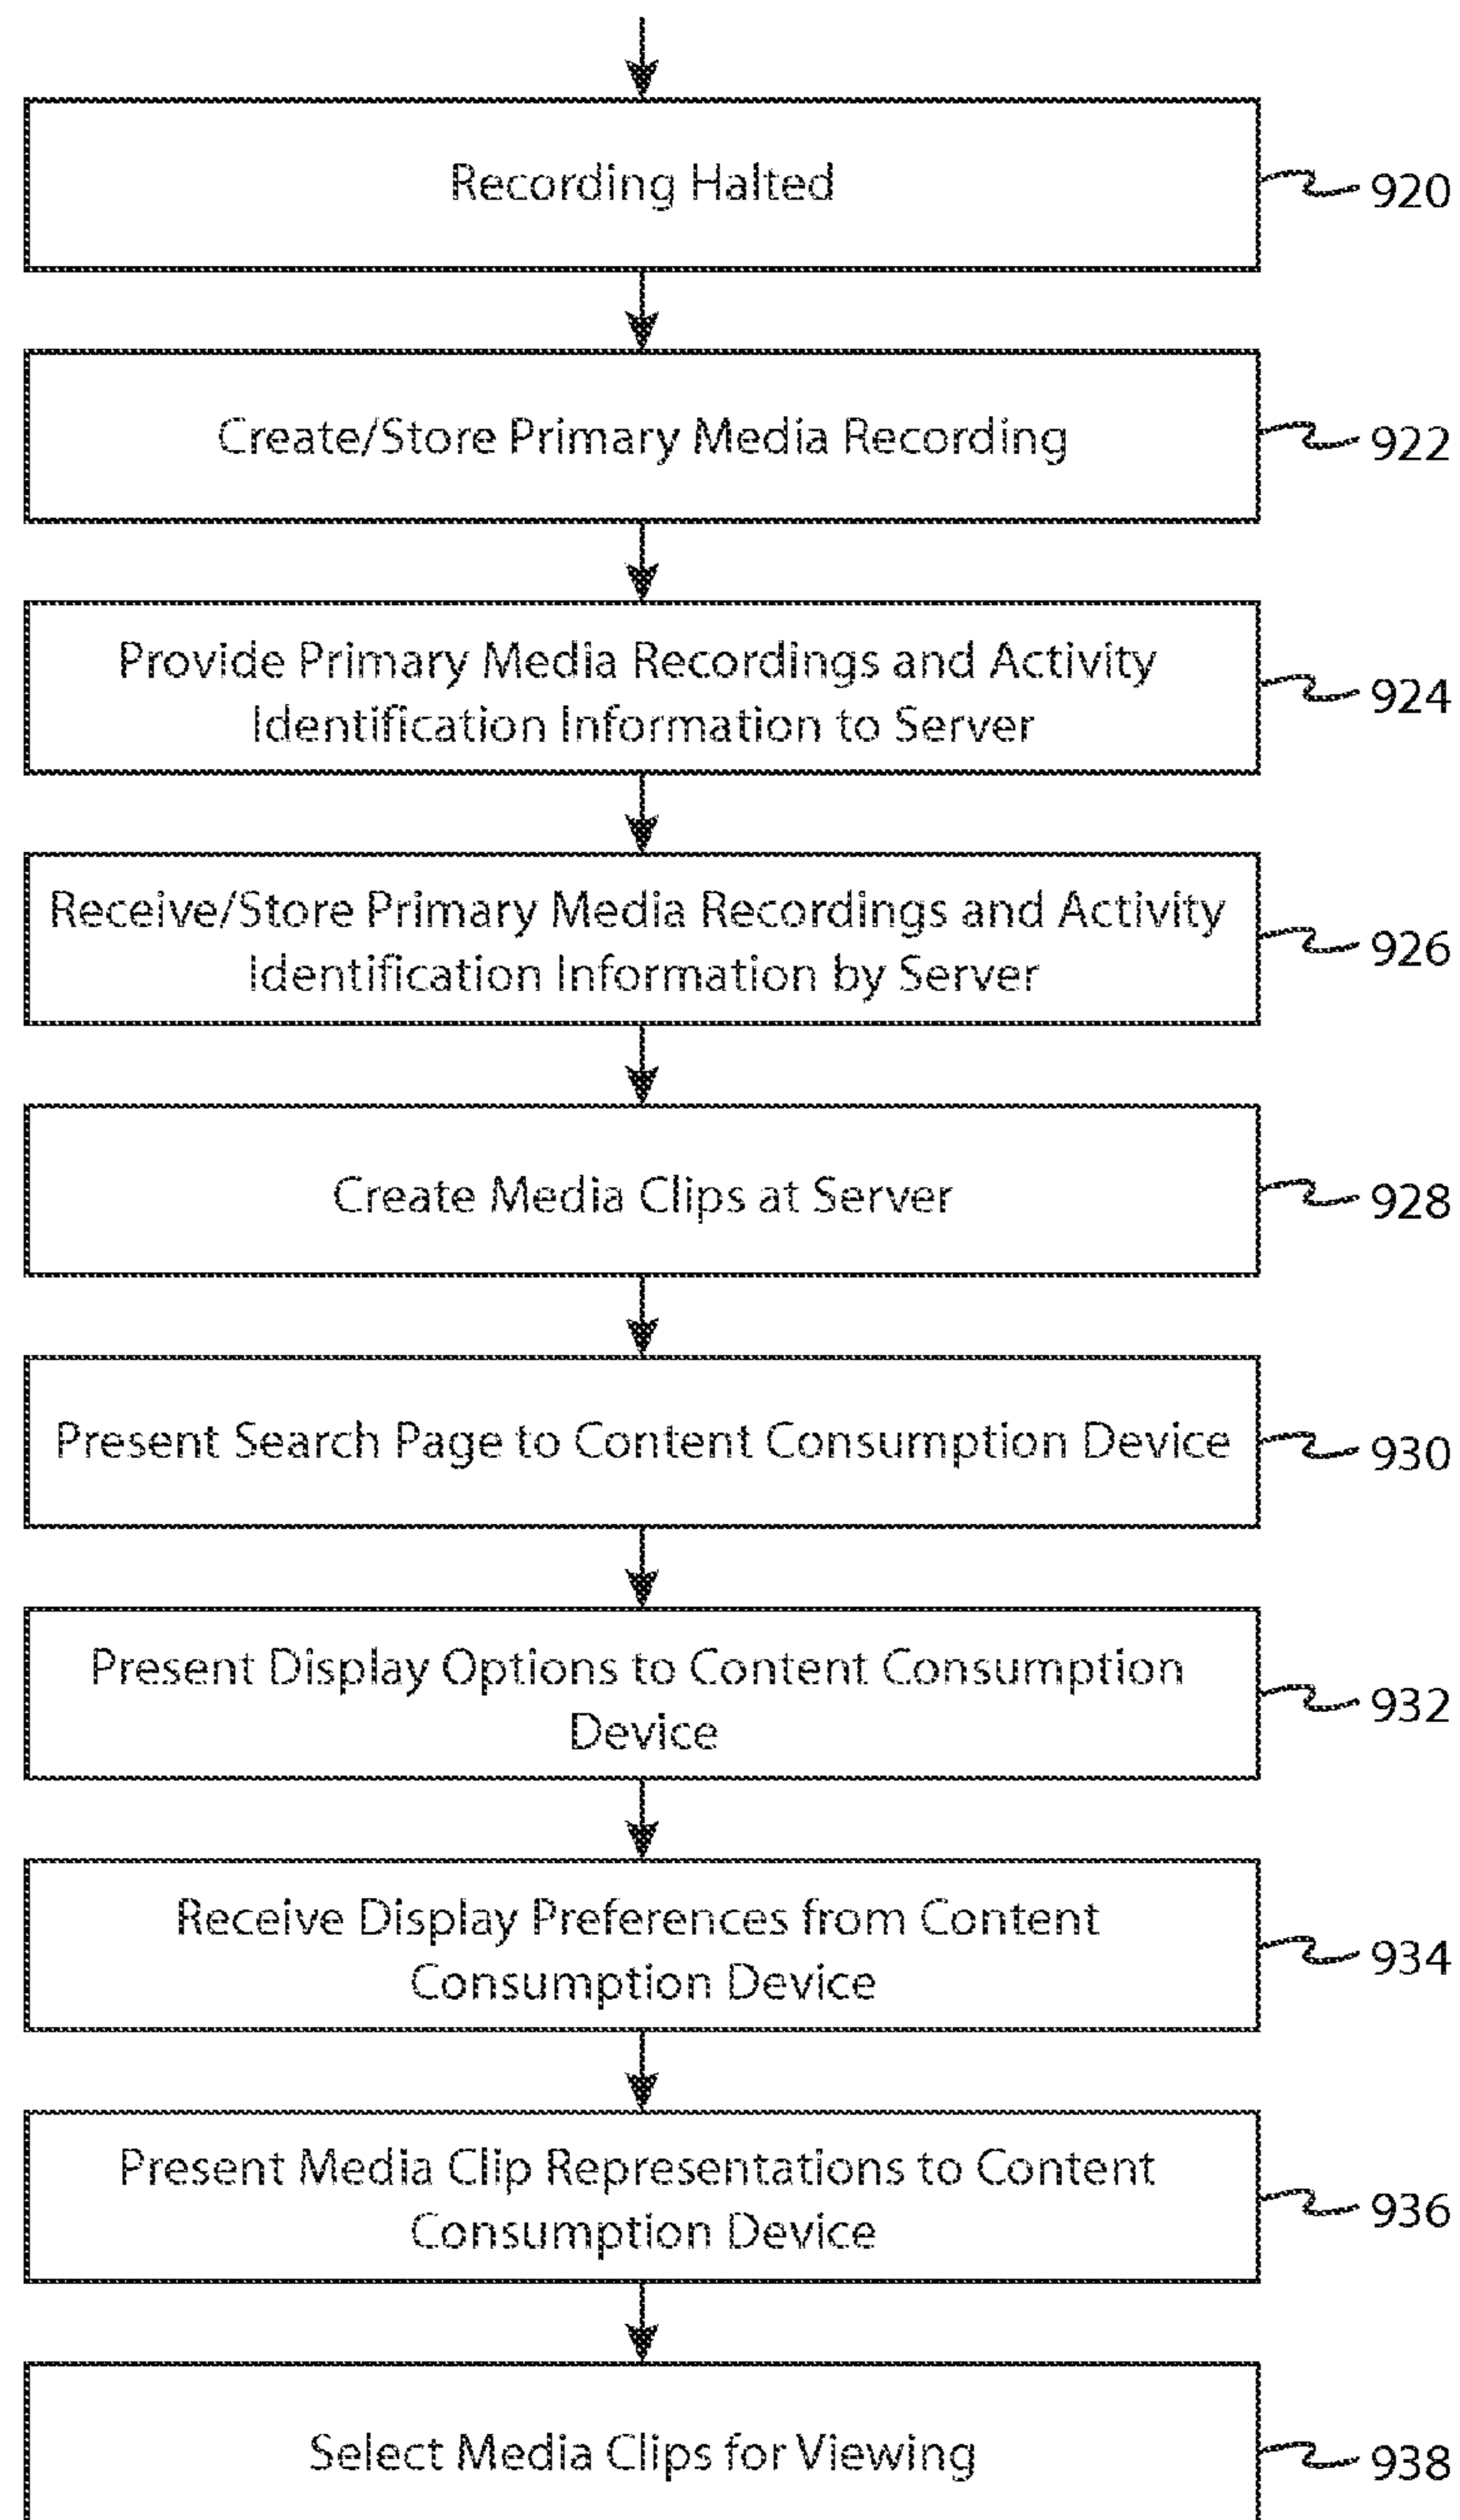 Recording Halted
920
Create/Store Primary Media Recording
922
Provide Primary Media Recordings and Activity
Identification Information to Server
924
Receive/Store Primary Media Recordings and Activity
Identification Information by Server
926
Create Media Clips at Server
928
Present Search Page to Content Consumption Device
930
Present Display Options to Content Consumption
Device
932
Receive Display Preferences from Content
Consumption Device
934
Present Media Clip Representations to Content
Consumption Device
936
Select Media Clips for Viewing
938